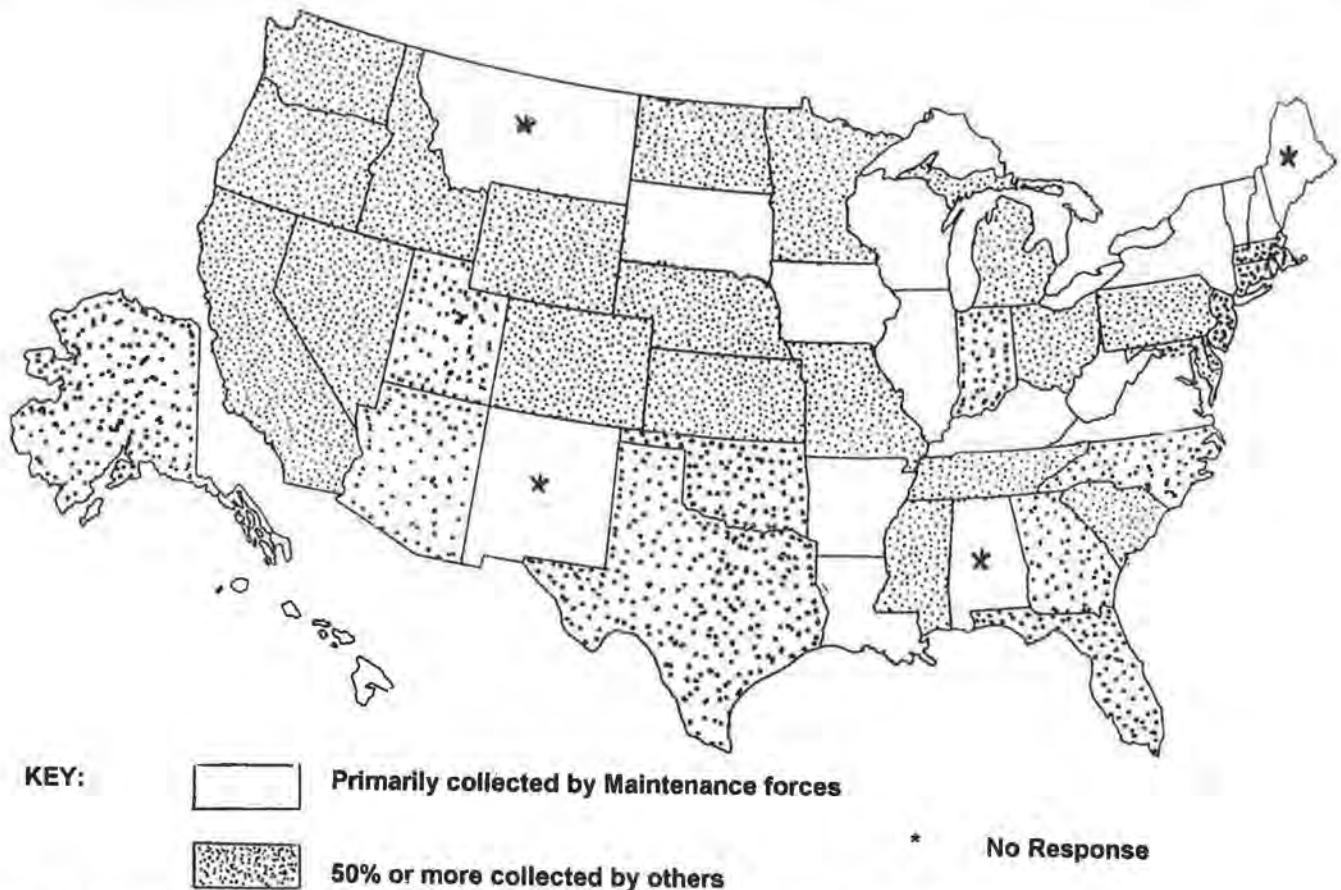 *
*
*
*
KEY:
Primarily collected by Maintenance forces
* No Response
50% or more collected by others